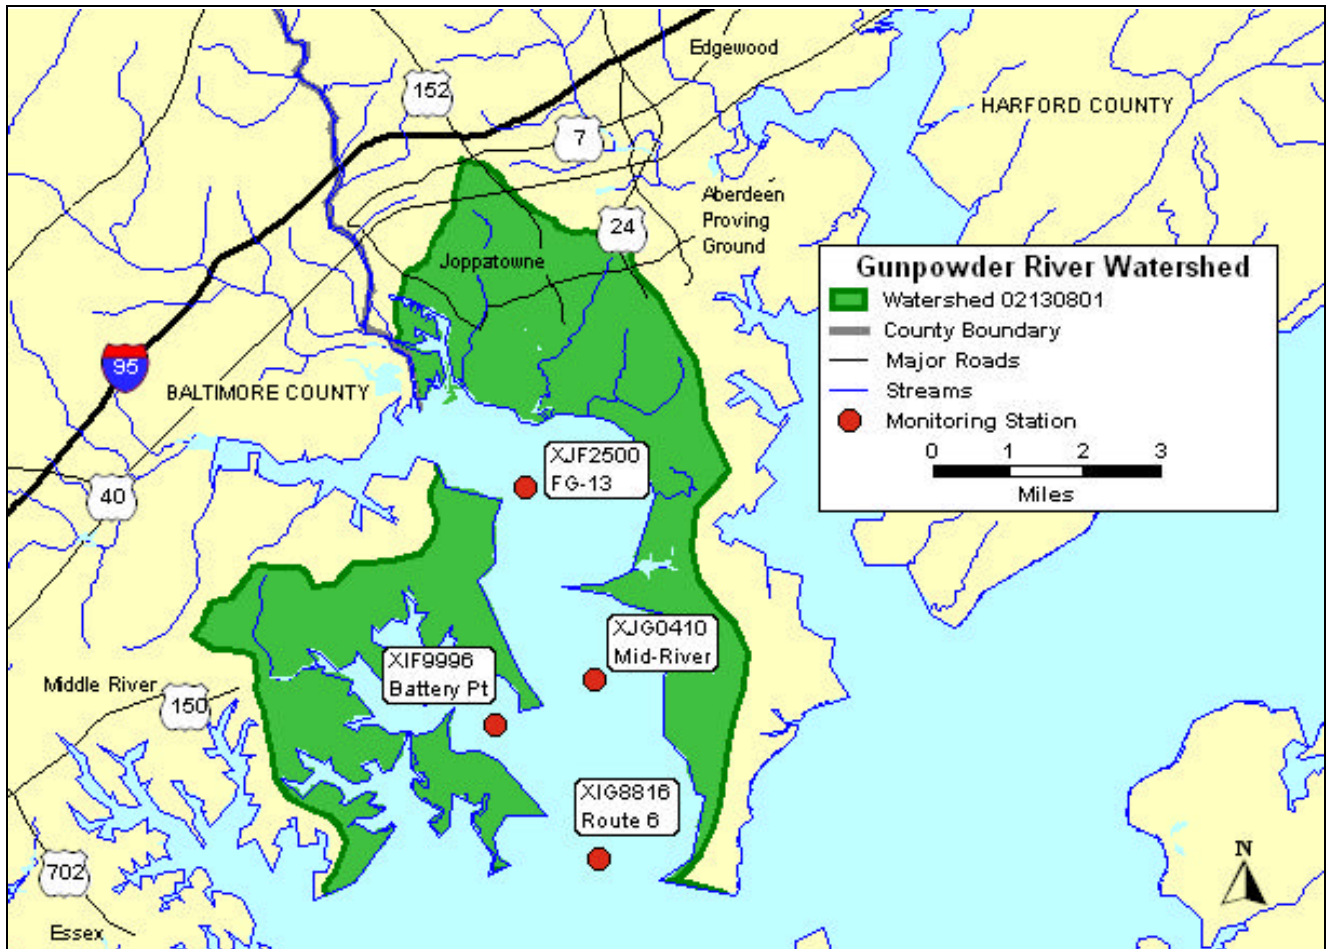 Edgewood
152
HARFORD COUNTY
7
Aberdeen
Proving
Ground
24
Joppatowne
Gunpowder River Watershed
Watershed 02130801
County Boundary
Major Roads
Streams
Monitoring Station
0 1 2 3
Miles
95
BALTIMORE COUNTY
40
XJF2500
FG-13
XJG0410
Mid-River
XIF9996
Battery Pt
Middle River
150
XIG8816
Route 6
702
Essex
N